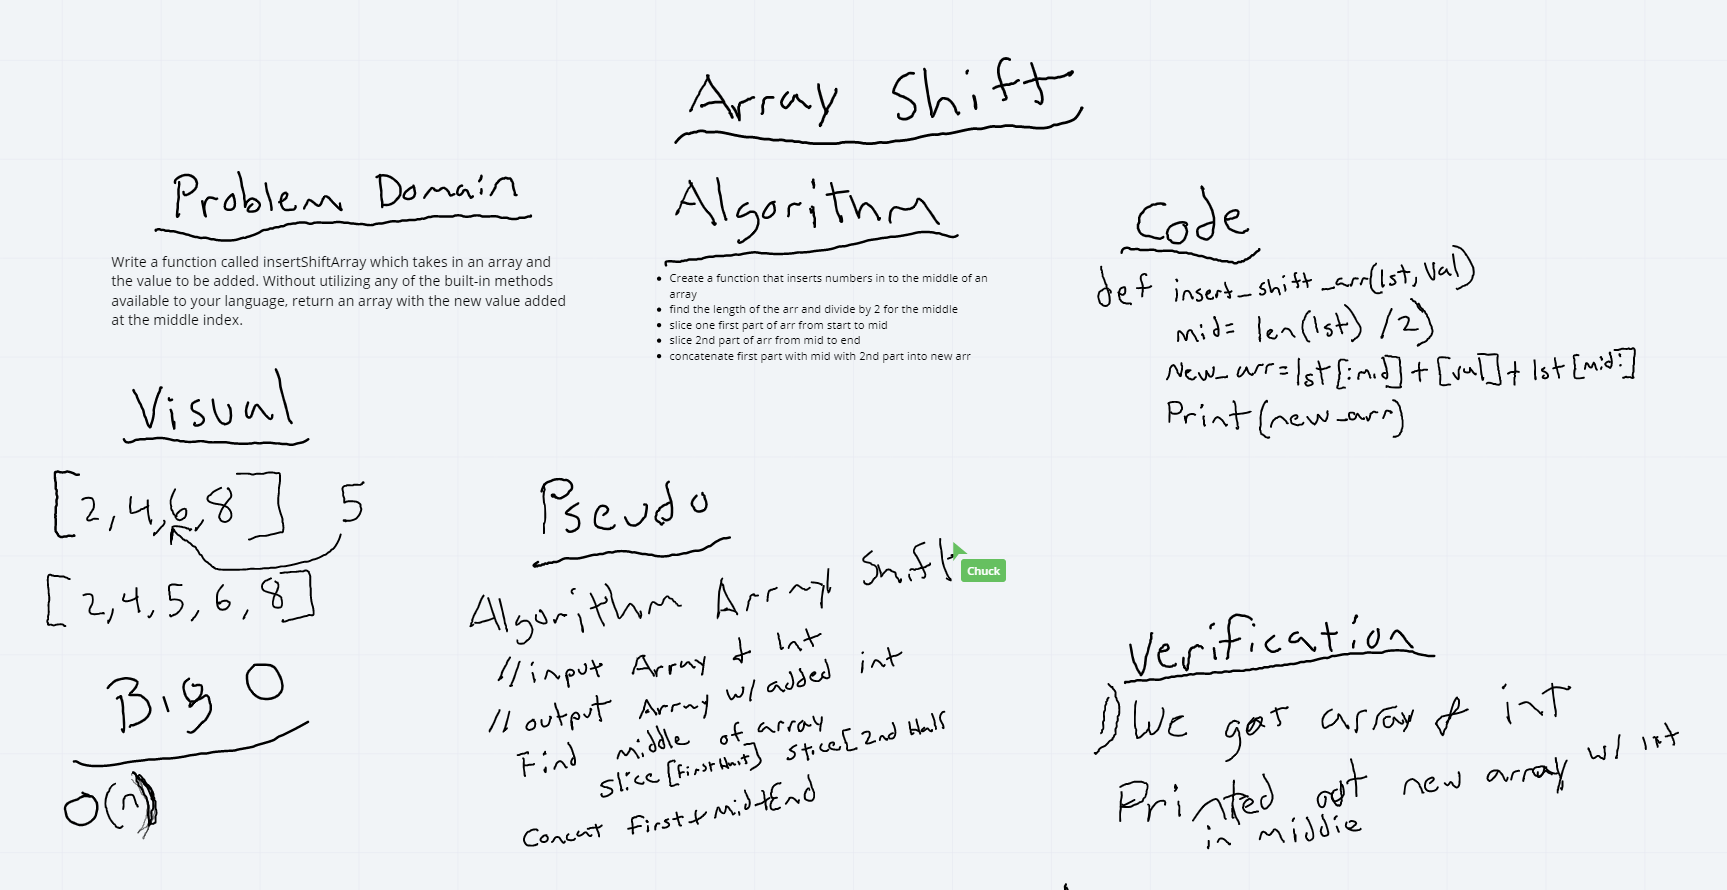 Array Shift
Problem Domain
Write a function called insertShiftArray which takes in an array and
the value to be added. Without utilizing any of the built-in methods
available to your language, return an array with the new value added
at the middle index.
Visual
[2,4,6,8] 5
[2,4,5,6,8]
Big O
O(n)
Algorithm
• Create a function that inserts numbers in to the middle of an
array
• find the length of the arr and divide by 2 for the middle
• slice one first part of arr from start to mid
• slice 2nd part of arr from mid to end
• concatenate first part with mid with 2nd part into new arr
Pseudo
Algorithm Array Shift
Chuck
//input Array & Int
//output Array w/ added int
Find middle of array
slice[First Half] slice[2nd Half
Concat first+Mid+End
Code
def insert_shift_arr(lst, val)
mid= len(lst) /2)
New_arr=lst[:mid]+[val]+lst[mid:]
Print(new_arr)
Verification
1) We got array & int
Printed out new array w/ int
in middle